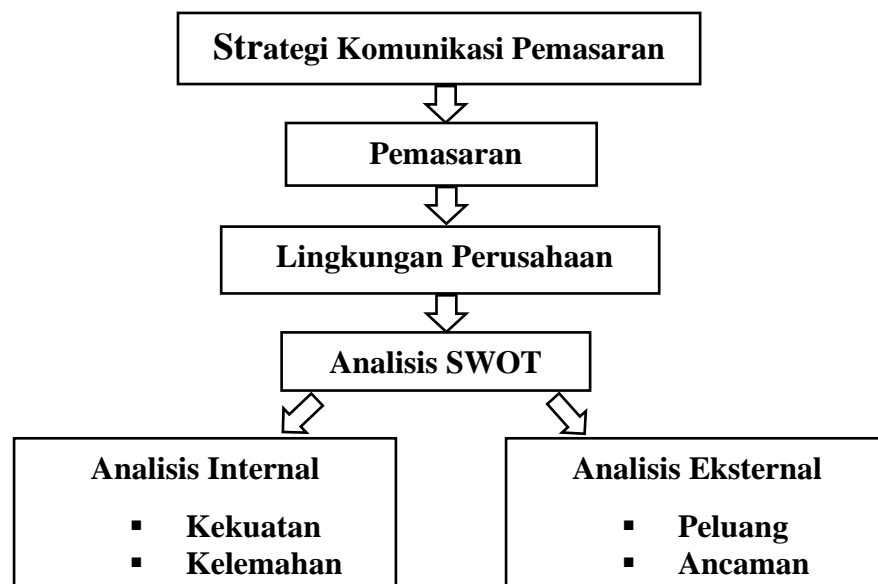 Strategi Komunikasi Pemasaran
Pemasaran
Lingkungan Perusahaan
Analisis SWOT
Analisis Internal
▪ Kekuatan
▪ Kelemahan
Analisis Eksternal
▪ Peluang
▪ Ancaman